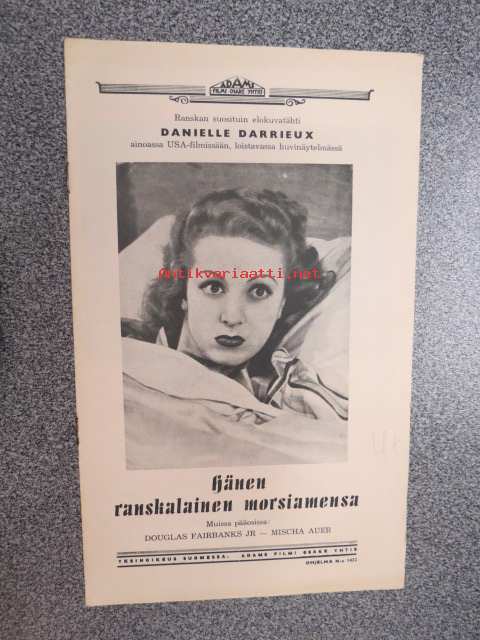 ADAMS
FILMI OSAKE YHTIÖ
Ranskan suosituin elokuvatähti
DANIELLE DARRIEUX
ainoassa USA-filmissään, loistavassa huvinäytelmässä
Antikvariaatti.net
Hänen
ranskalainen morsiamensa
Muissa pääosissa:
DOUGLAS FAIRBANKS JR — MISCHA AUER
YKSINOIKEUS SUOMESSA: ADAMS FILMI OSAKE YHTIÖ